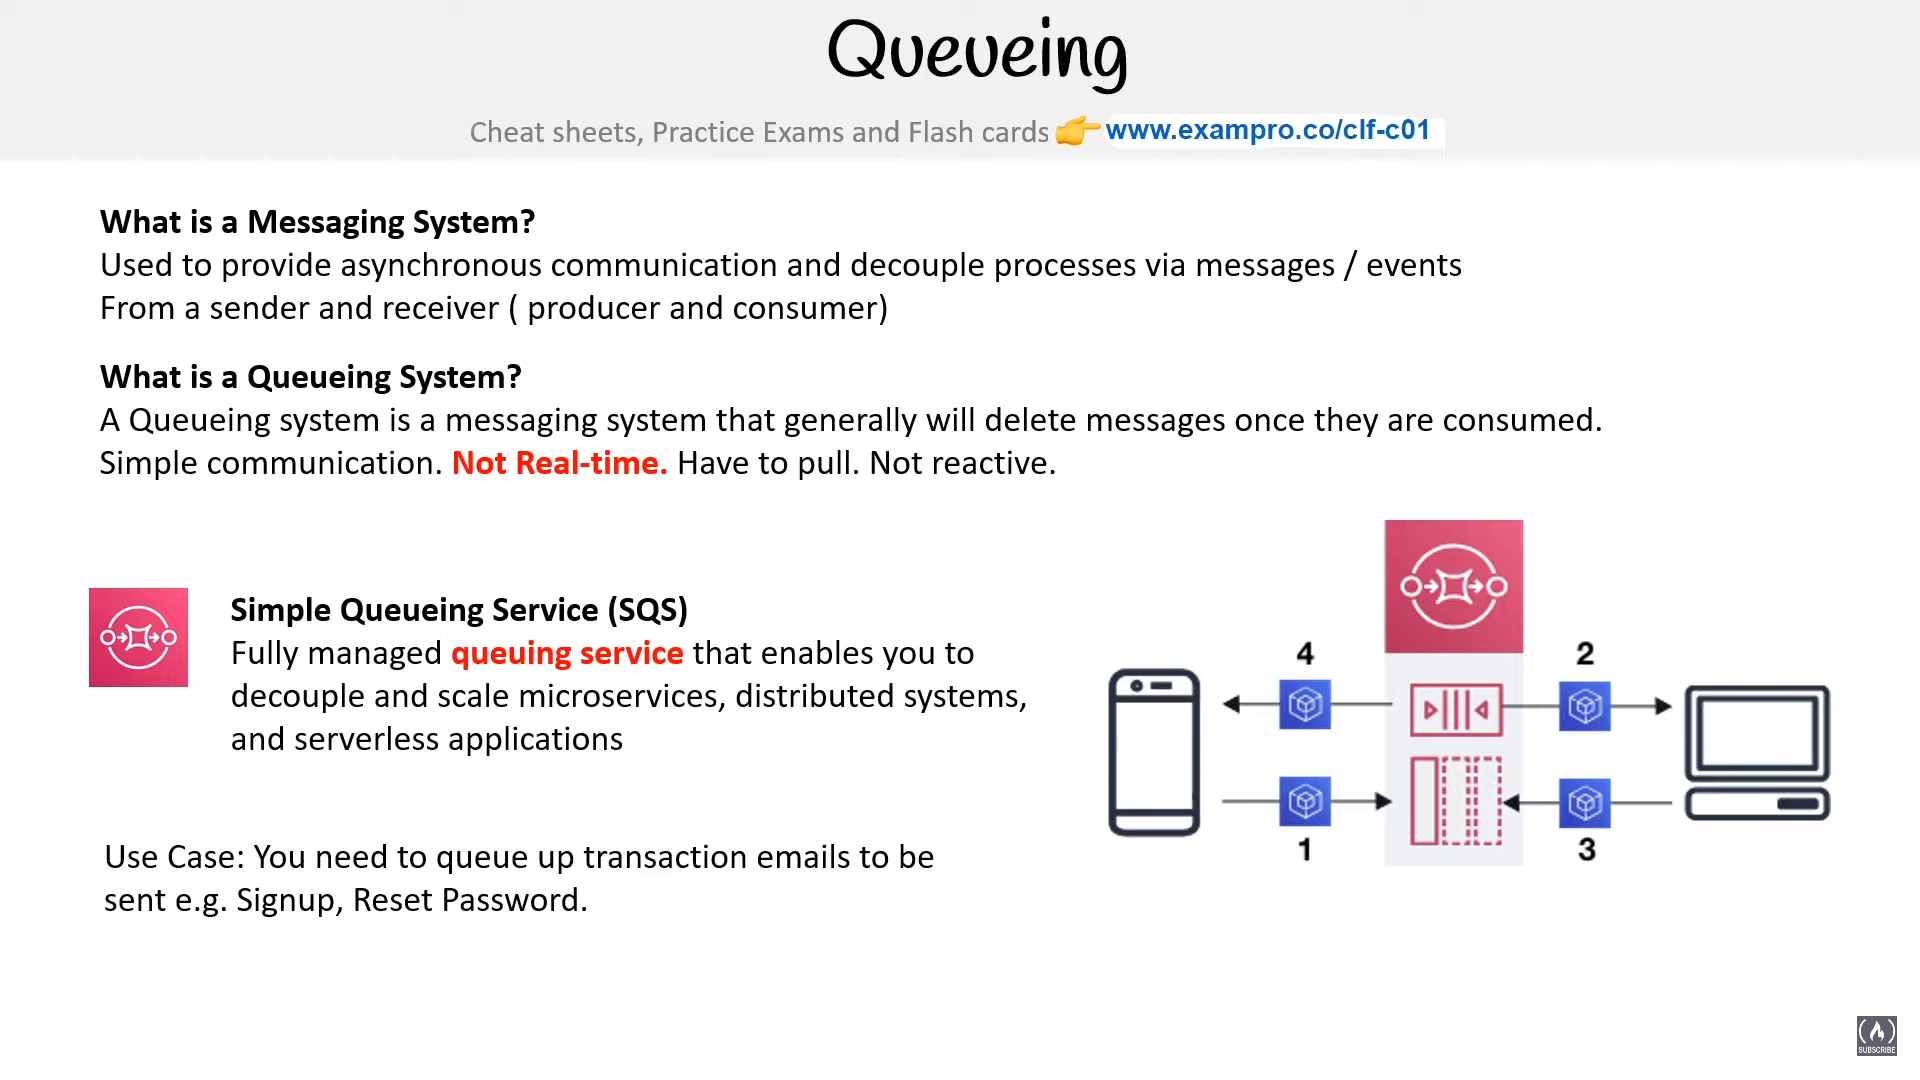 Queueing
Cheat sheets, Practice Exams and Flash cards 👉 www.exampro.co/clf-c01
What is a Messaging System?
Used to provide asynchronous communication and decouple processes via messages / events
From a sender and receiver ( producer and consumer)
What is a Queueing System?
A Queueing system is a messaging system that generally will delete messages once they are consumed.
Simple communication. Not Real-time. Have to pull. Not reactive.
Simple Queueing Service (SQS)
Fully managed queuing service that enables you to
decouple and scale microservices, distributed systems,
and serverless applications
Use Case: You need to queue up transaction emails to be
sent e.g. Signup, Reset Password.
4
2
1
3
SUBSCRIBE